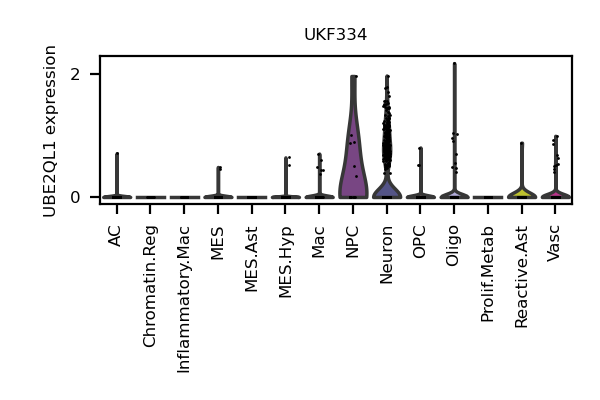 UKF334
UBE2QL1 expression
2
0
AC
Chromatin.Reg
Inflammatory.Mac
MES
MES.Ast
MES.Hyp
Mac
NPC
Neuron
OPC
Oligo
Prolif.Metab
Reactive.Ast
Vasc